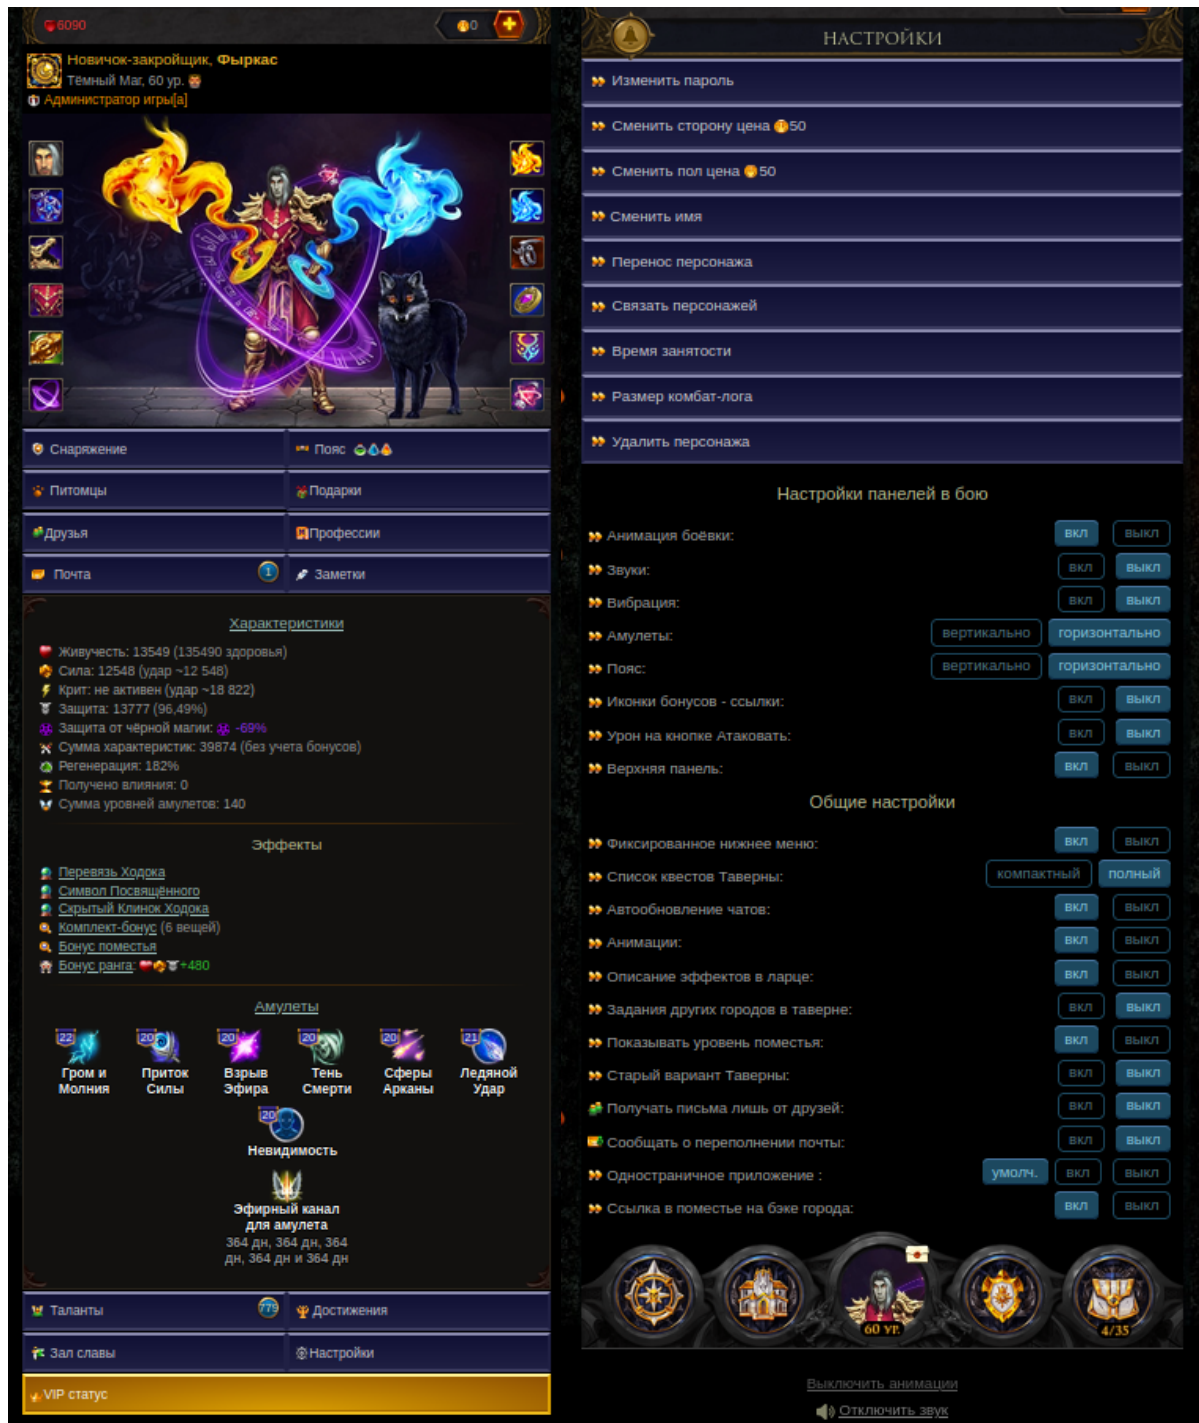 6090
0
Новичок-закройщик, Фыркас
Тёмный Маг, 60 ур.
Администратор игры[а]
Снаряжение
Пояс
Питомцы
Подарки
Друзья
Профессии
Почта 1
Заметки
Характеристики
Живучесть: 13549 (135490 здоровья)
Сила: 12548 (удар ~12 548)
Крит: не активен (удар ~18 822)
Защита: 13777 (96,49%)
Защита от чёрной магии: -69%
Сумма характеристик: 39874 (без учета бонусов)
Регенерация: 182%
Получено влияния: 0
Сумма уровней амулетов: 140
Эффекты
Перевязь Ходока
Символ Посвящённого
Скрытый Клинок Ходока
Комплект-бонус (6 вещей)
Бонус поместья
Бонус ранга: +480
Амулеты
22 20 20 20 20 21
Гром и Приток Взрыв Тень Сферы Ледяной
Молния Силы Эфира Смерти Арканы Удар
20
Невидимость
Эфирный канал
для амулета
364 дн, 364 дн, 364
дн, 364 дн и 364 дн
Таланты 779
Достижения
Зал славы
Настройки
VIP статус
НАСТРОЙКИ
Изменить пароль
Сменить сторону цена 50
Сменить пол цена 50
Сменить имя
Перенос персонажа
Связать персонажей
Время занятости
Размер комбат-лога
Удалить персонажа
Настройки панелей в бою
Анимация боёвки: вкл выкл
Звуки: вкл выкл
Вибрация: вкл выкл
Амулеты: вертикально горизонтально
Пояс: вертикально горизонтально
Иконки бонусов - ссылки: вкл выкл
Урон на кнопке Атаковать: вкл выкл
Верхняя панель: вкл выкл
Общие настройки
Фиксированное нижнее меню: вкл выкл
Список квестов Таверны: компактный полный
Автообновление чатов: вкл выкл
Анимации: вкл выкл
Описание эффектов в ларце: вкл выкл
Задания других городов в таверне: вкл выкл
Показывать уровень поместья: вкл выкл
Старый вариант Таверны: вкл выкл
Получать письма лишь от друзей: вкл выкл
Сообщать о переполнении почты: вкл выкл
Одностраничное приложение : умолч. вкл выкл
Ссылка в поместье на бэке города: вкл выкл
60 УР.
4/35
Выключить анимации
Отключить звук